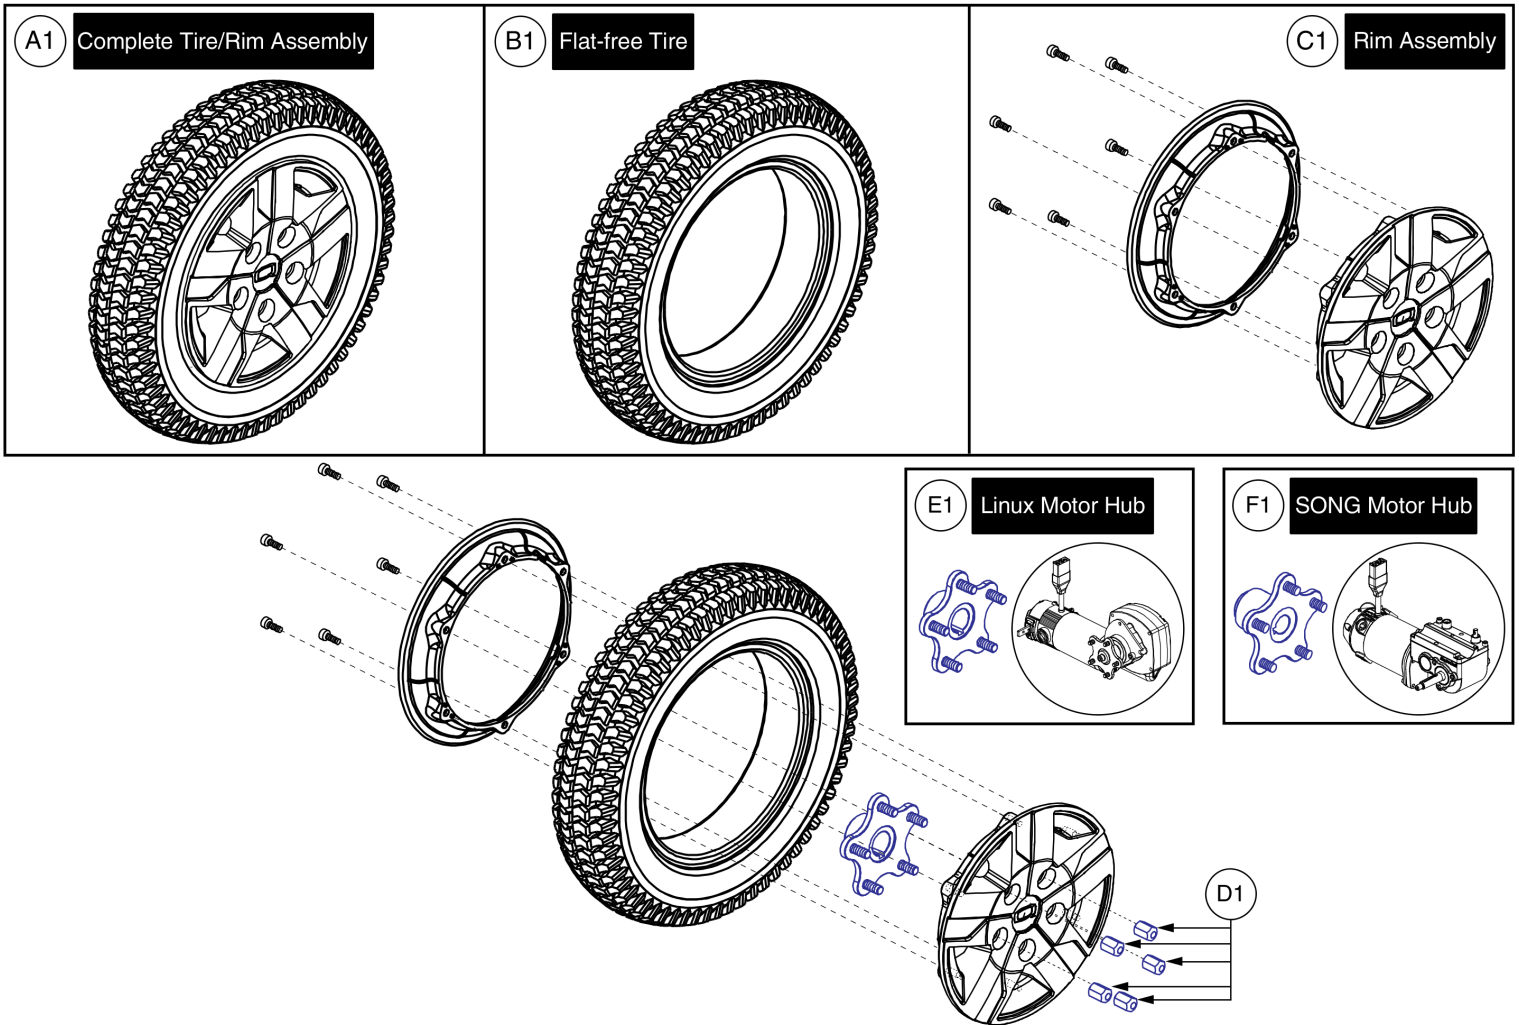 A1 Complete Tire/Rim Assembly
B1 Flat-free Tire
C1 Rim Assembly
E1 Linux Motor Hub
F1 SONG Motor Hub
D1